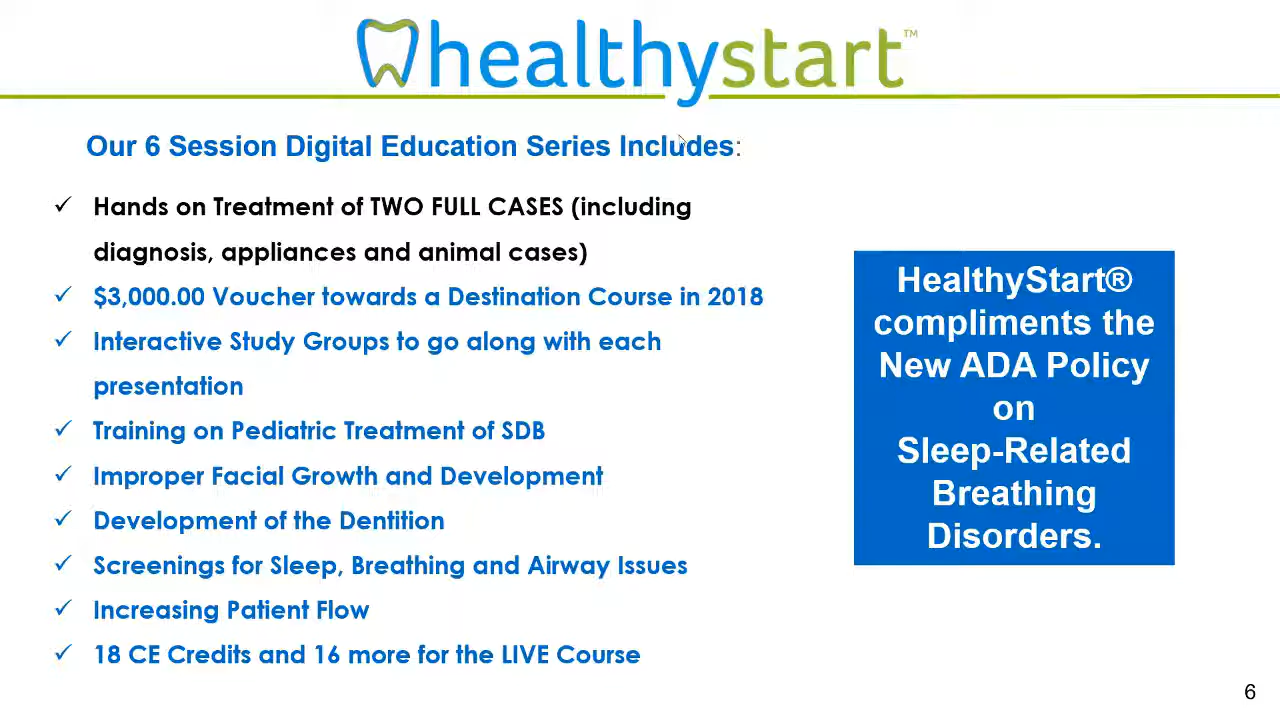 healthystart™
Our 6 Session Digital Education Series Includes:
✓ Hands on Treatment of TWO FULL CASES (including
diagnosis, appliances and animal cases)
✓ $3,000.00 Voucher towards a Destination Course in 2018
✓ Interactive Study Groups to go along with each
presentation
✓ Training on Pediatric Treatment of SDB
✓ Improper Facial Growth and Development
✓ Development of the Dentition
✓ Screenings for Sleep, Breathing and Airway Issues
✓ Increasing Patient Flow
✓ 18 CE Credits and 16 more for the LIVE Course
HealthyStart®
compliments the
New ADA Policy
on
Sleep-Related
Breathing
Disorders.
6